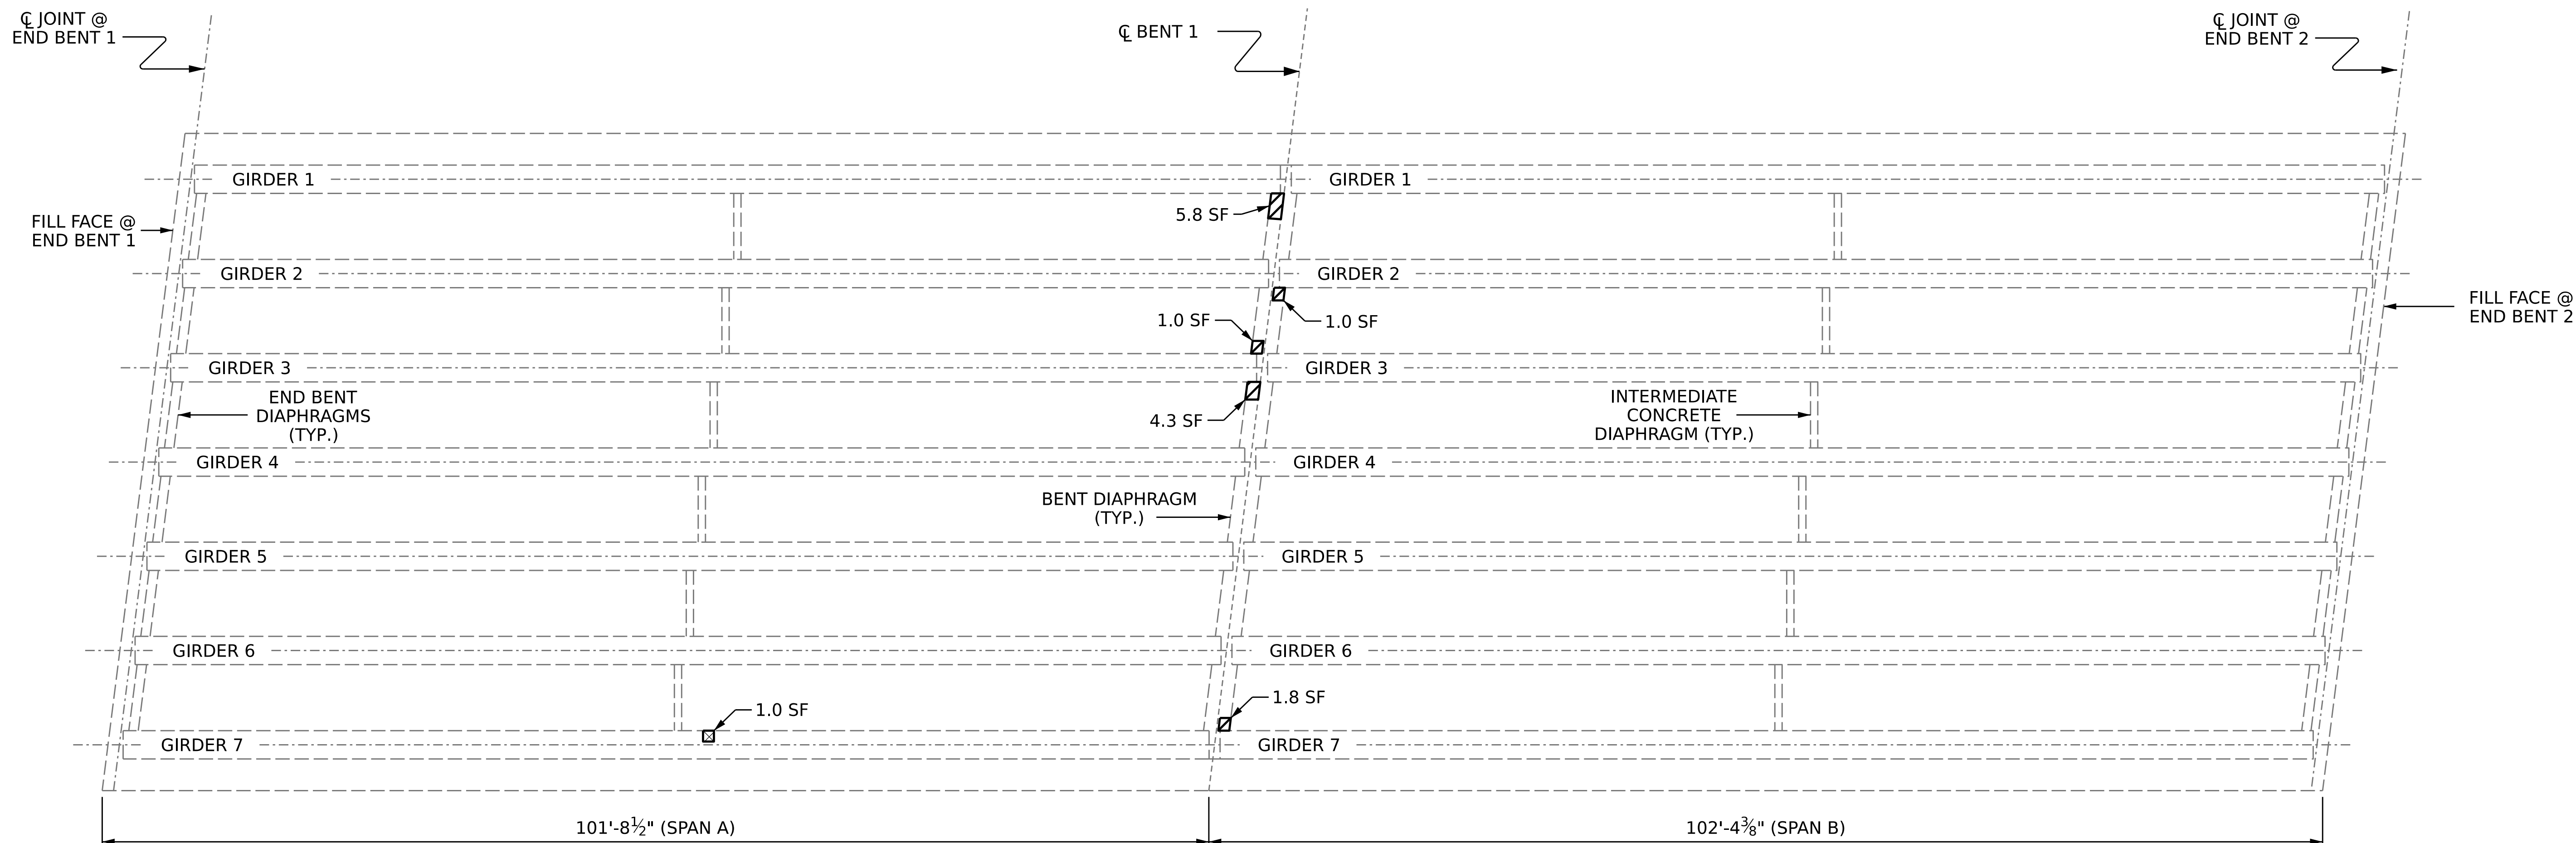 ℄ JOINT @
END BENT 1
℄ BENT 1
℄ JOINT @
END BENT 2
GIRDER 1
GIRDER 1
5.8 SF
FILL FACE @
END BENT 1
GIRDER 2
GIRDER 2
1.0 SF
1.0 SF
FILL FACE @
END BENT 2
GIRDER 3
GIRDER 3
END BENT
DIAPHRAGMS
(TYP.)
4.3 SF
INTERMEDIATE
CONCRETE
DIAPHRAGM (TYP.)
GIRDER 4
GIRDER 4
BENT DIAPHRAGM
(TYP.)
GIRDER 5
GIRDER 5
GIRDER 6
GIRDER 6
1.0 SF
1.8 SF
GIRDER 7
GIRDER 7
101'-8½" (SPAN A)
102'-4⅜" (SPAN B)